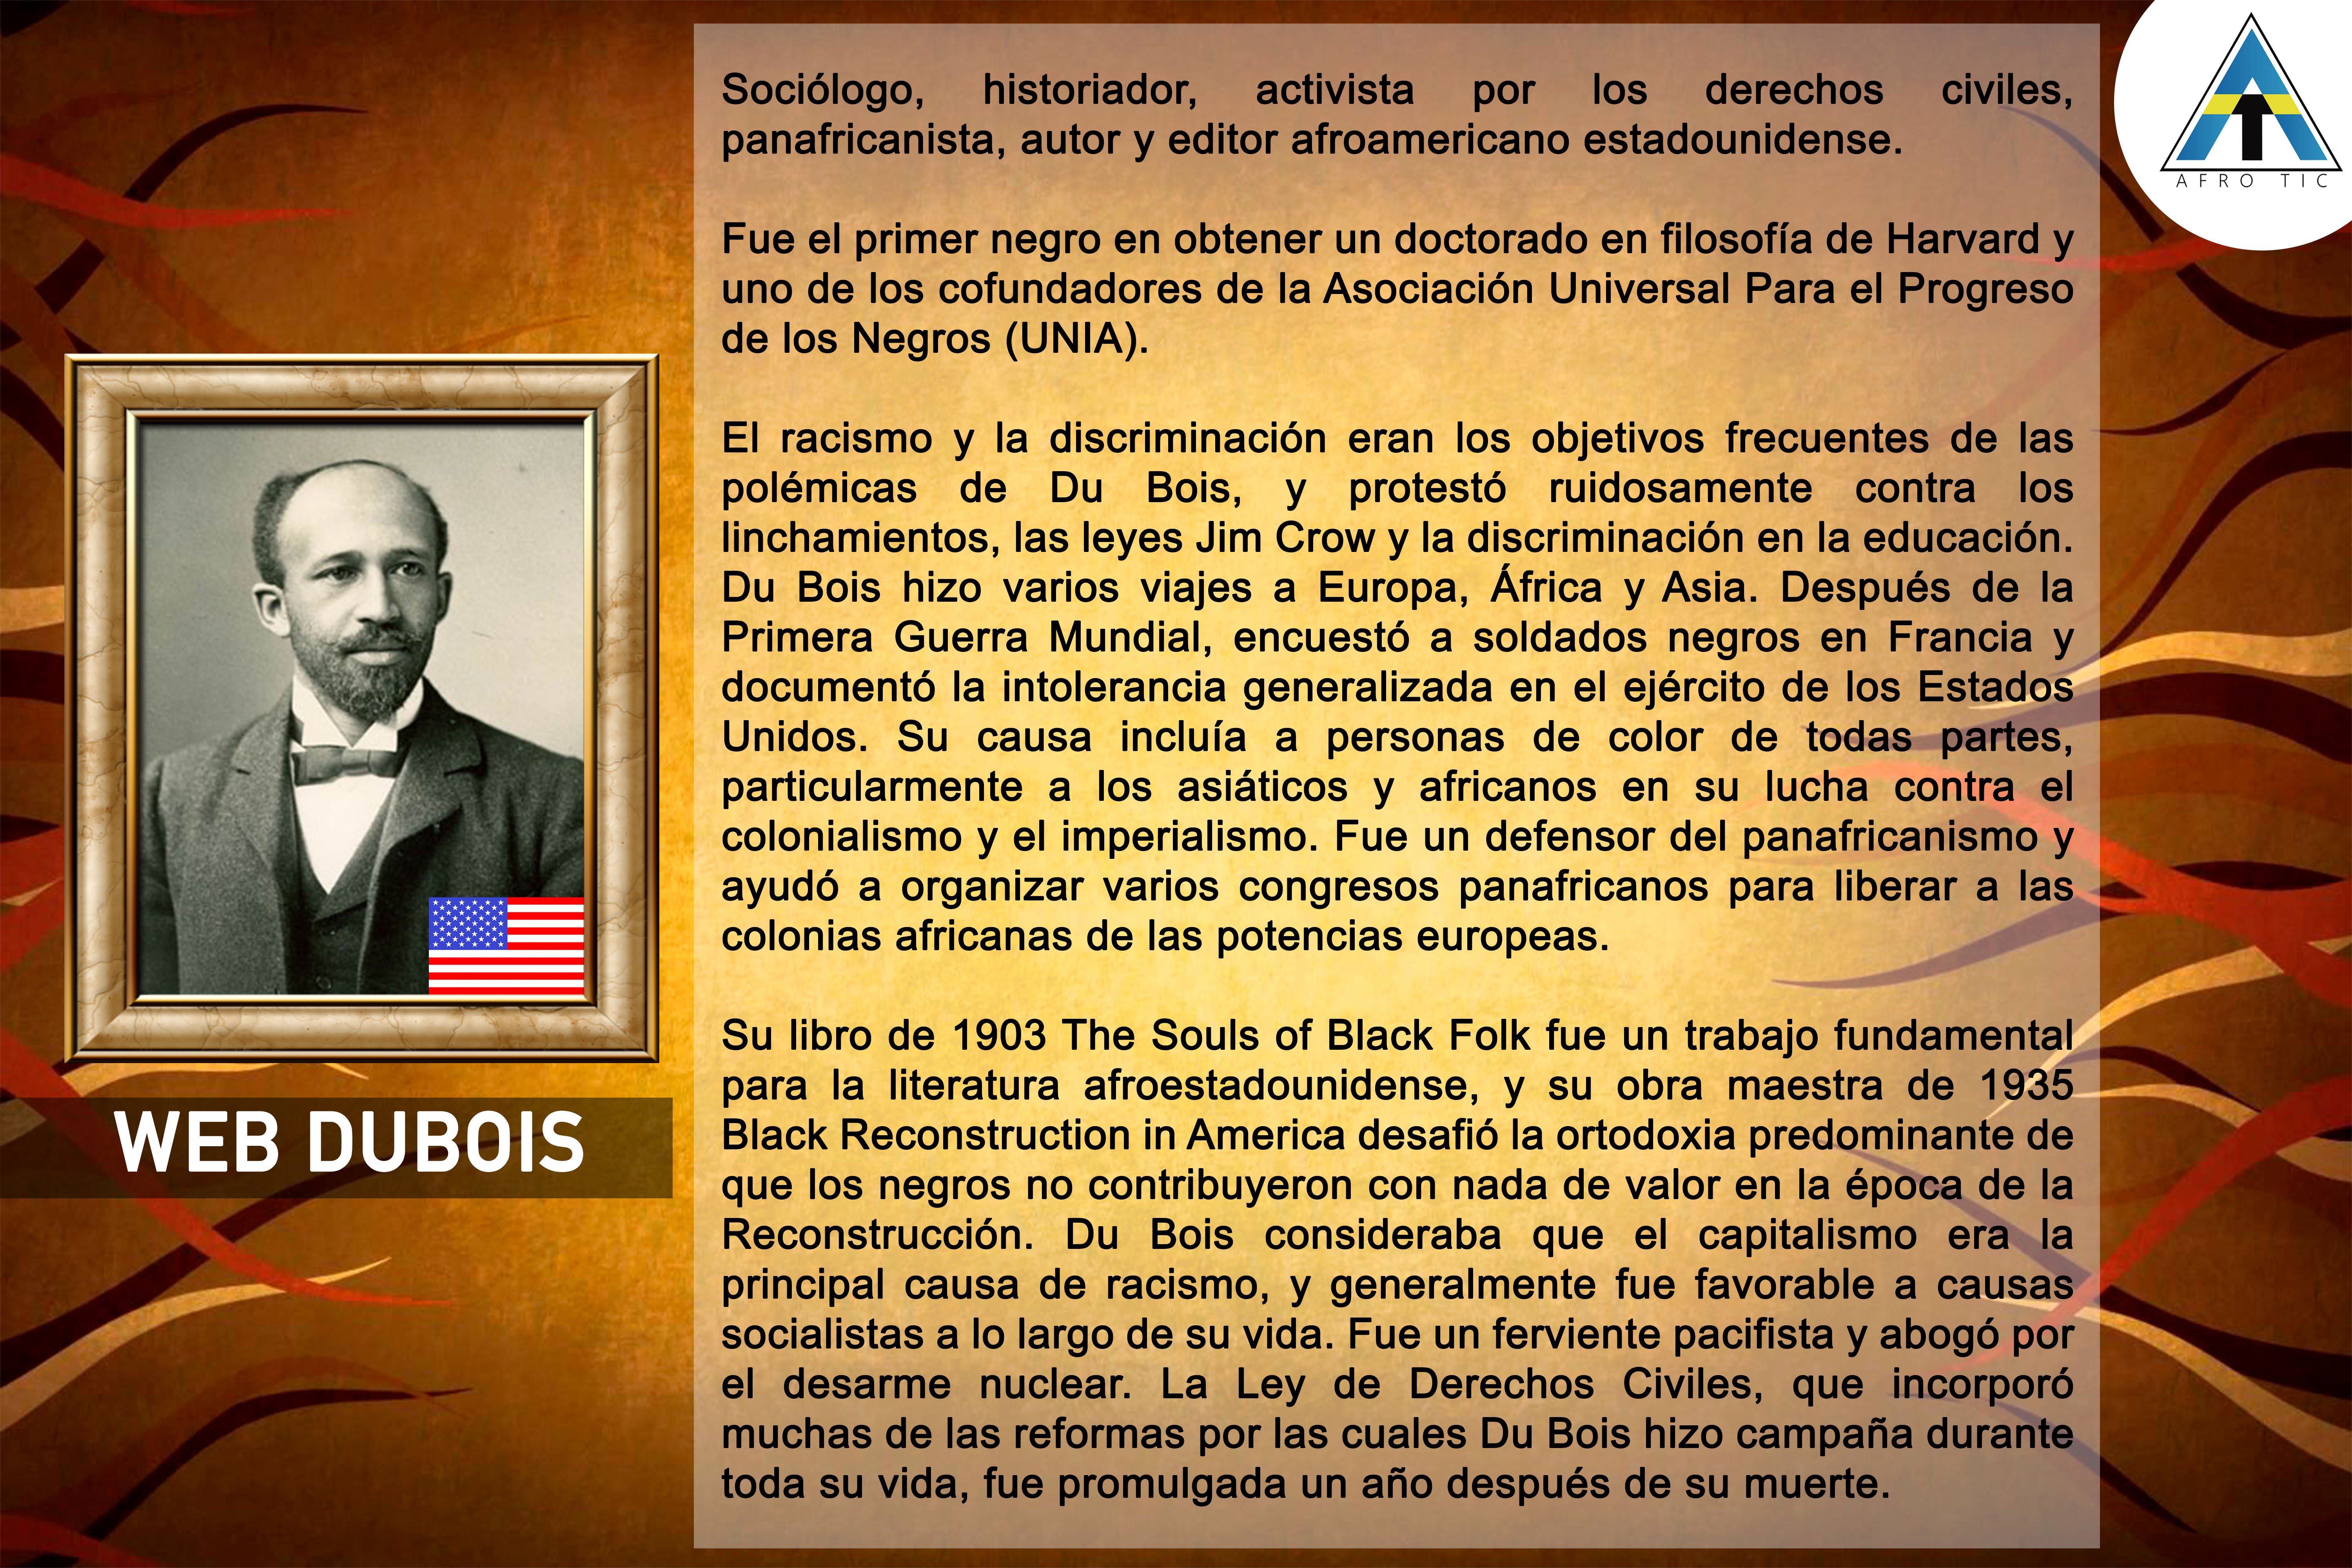 Sociólogo, historiador, activista por los derechos civiles,
panafricanista, autor y editor afroamericano estadounidense.
Fue el primer negro en obtener un doctorado en filosofía de Harvard y
uno de los cofundadores de la Asociación Universal Para el Progreso
de los Negros (UNIA).
El racismo y la discriminación eran los objetivos frecuentes de las
polémicas de Du Bois, y protestó ruidosamente contra los
linchamientos, las leyes Jim Crow y la discriminación en la educación.
Du Bois hizo varios viajes a Europa, África y Asia. Después de la
Primera Guerra Mundial, encuestó a soldados negros en Francia y
documentó la intolerancia generalizada en el ejército de los Estados
Unidos. Su causa incluía a personas de color de todas partes,
particularmente a los asiáticos y africanos en su lucha contra el
colonialismo y el imperialismo. Fue un defensor del panafricanismo y
ayudó a organizar varios congresos panafricanos para liberar a las
colonias africanas de las potencias europeas.
Su libro de 1903 The Souls of Black Folk fue un trabajo fundamental
para la literatura afroestadounidense, y su obra maestra de 1935
Black Reconstruction in America desafió la ortodoxia predominante de
que los negros no contribuyeron con nada de valor en la época de la
Reconstrucción. Du Bois consideraba que el capitalismo era la
principal causa de racismo, y generalmente fue favorable a causas
socialistas a lo largo de su vida. Fue un ferviente pacifista y abogó por
el desarme nuclear. La Ley de Derechos Civiles, que incorporó
muchas de las reformas por las cuales Du Bois hizo campaña durante
toda su vida, fue promulgada un año después de su muerte.
WEB DUBOIS
AFRO TIC